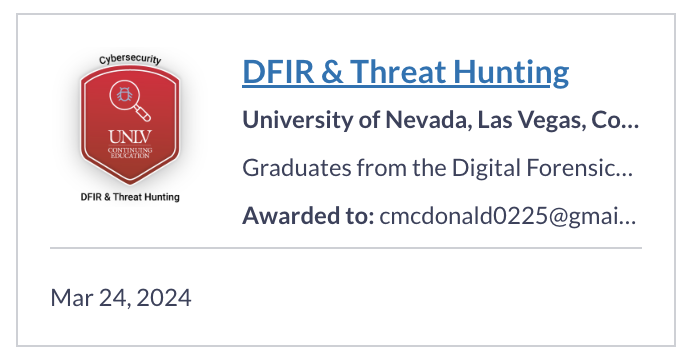 Cybersecurity
UNLV
CONTINUING
EDUCATION
DFIR & Threat Hunting
DFIR & Threat Hunting
University of Nevada, Las Vegas, Co...
Graduates from the Digital Forensic...
Awarded to: cmcdonald0225@gmai...
Mar 24, 2024